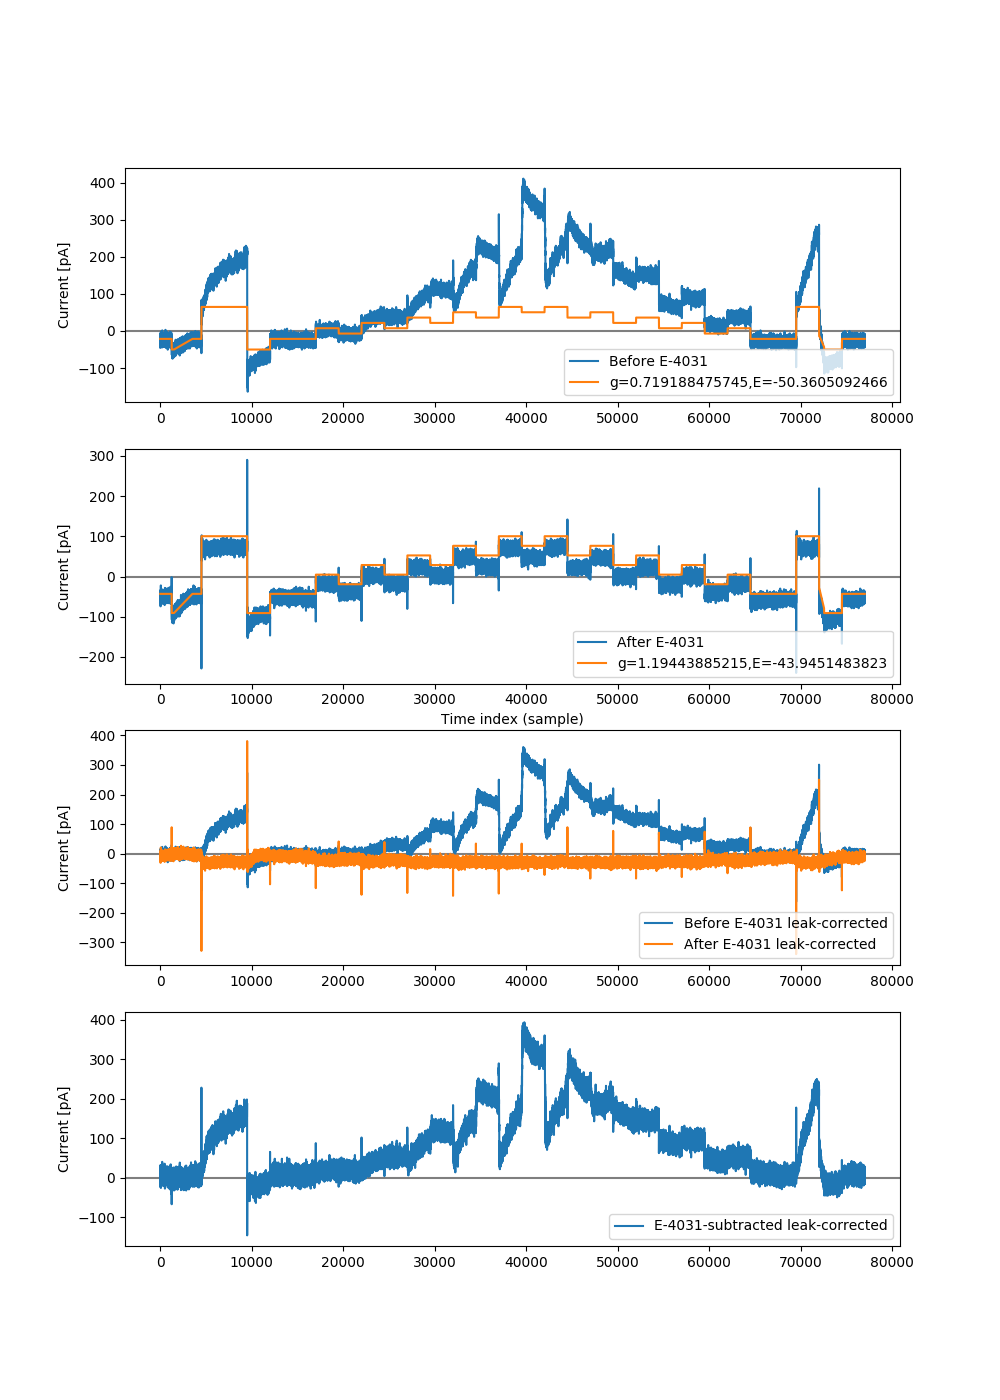 400
300
200
100
0
−100
Current [pA]
Before E-4031
g=0.719188475745,E=-50.3605092466
0 10000 20000 30000 40000 50000 60000 70000 80000
300
200
100
0
−100
−200
Current [pA]
After E-4031
g=1.19443885215,E=-43.9451483823
0 10000 20000 30000 40000 50000 60000 70000 80000
Time index (sample)
400
300
200
100
0
−100
−200
−300
Current [pA]
Before E-4031 leak-corrected
After E-4031 leak-corrected
0 10000 20000 30000 40000 50000 60000 70000 80000
400
300
200
100
0
−100
Current [pA]
E-4031-subtracted leak-corrected
0 10000 20000 30000 40000 50000 60000 70000 80000